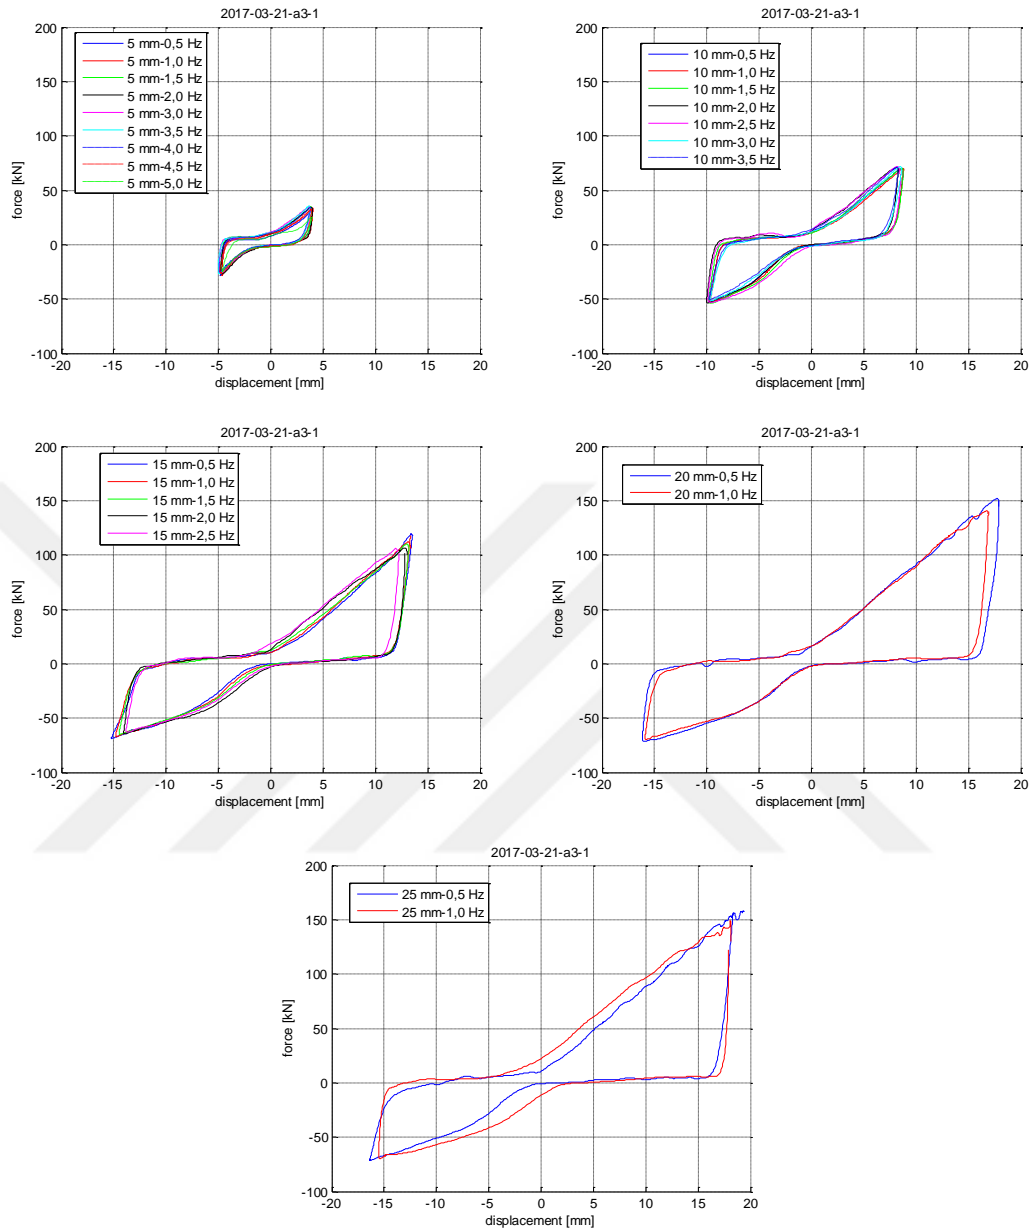 2017-03-21-a3-1
200
150
100
50
0
-50
-100
force [kN]
5 mm-0,5 Hz
5 mm-1,0 Hz
5 mm-1,5 Hz
5 mm-2,0 Hz
5 mm-3,0 Hz
5 mm-3,5 Hz
5 mm-4,0 Hz
5 mm-4,5 Hz
5 mm-5,0 Hz
-20 -15 -10 -5 0 5 10 15 20
displacement [mm]
2017-03-21-a3-1
200
150
100
50
0
-50
-100
force [kN]
10 mm-0,5 Hz
10 mm-1,0 Hz
10 mm-1,5 Hz
10 mm-2,0 Hz
10 mm-2,5 Hz
10 mm-3,0 Hz
10 mm-3,5 Hz
-20 -15 -10 -5 0 5 10 15 20
displacement [mm]
2017-03-21-a3-1
200
150
100
50
0
-50
-100
force [kN]
15 mm-0,5 Hz
15 mm-1,0 Hz
15 mm-1,5 Hz
15 mm-2,0 Hz
15 mm-2,5 Hz
-20 -15 -10 -5 0 5 10 15 20
displacement [mm]
2017-03-21-a3-1
200
150
100
50
0
-50
-100
force [kN]
20 mm-0,5 Hz
20 mm-1,0 Hz
-20 -15 -10 -5 0 5 10 15 20
displacement [mm]
2017-03-21-a3-1
200
150
100
50
0
-50
-100
force [kN]
25 mm-0,5 Hz
25 mm-1,0 Hz
-20 -15 -10 -5 0 5 10 15 20
displacement [mm]